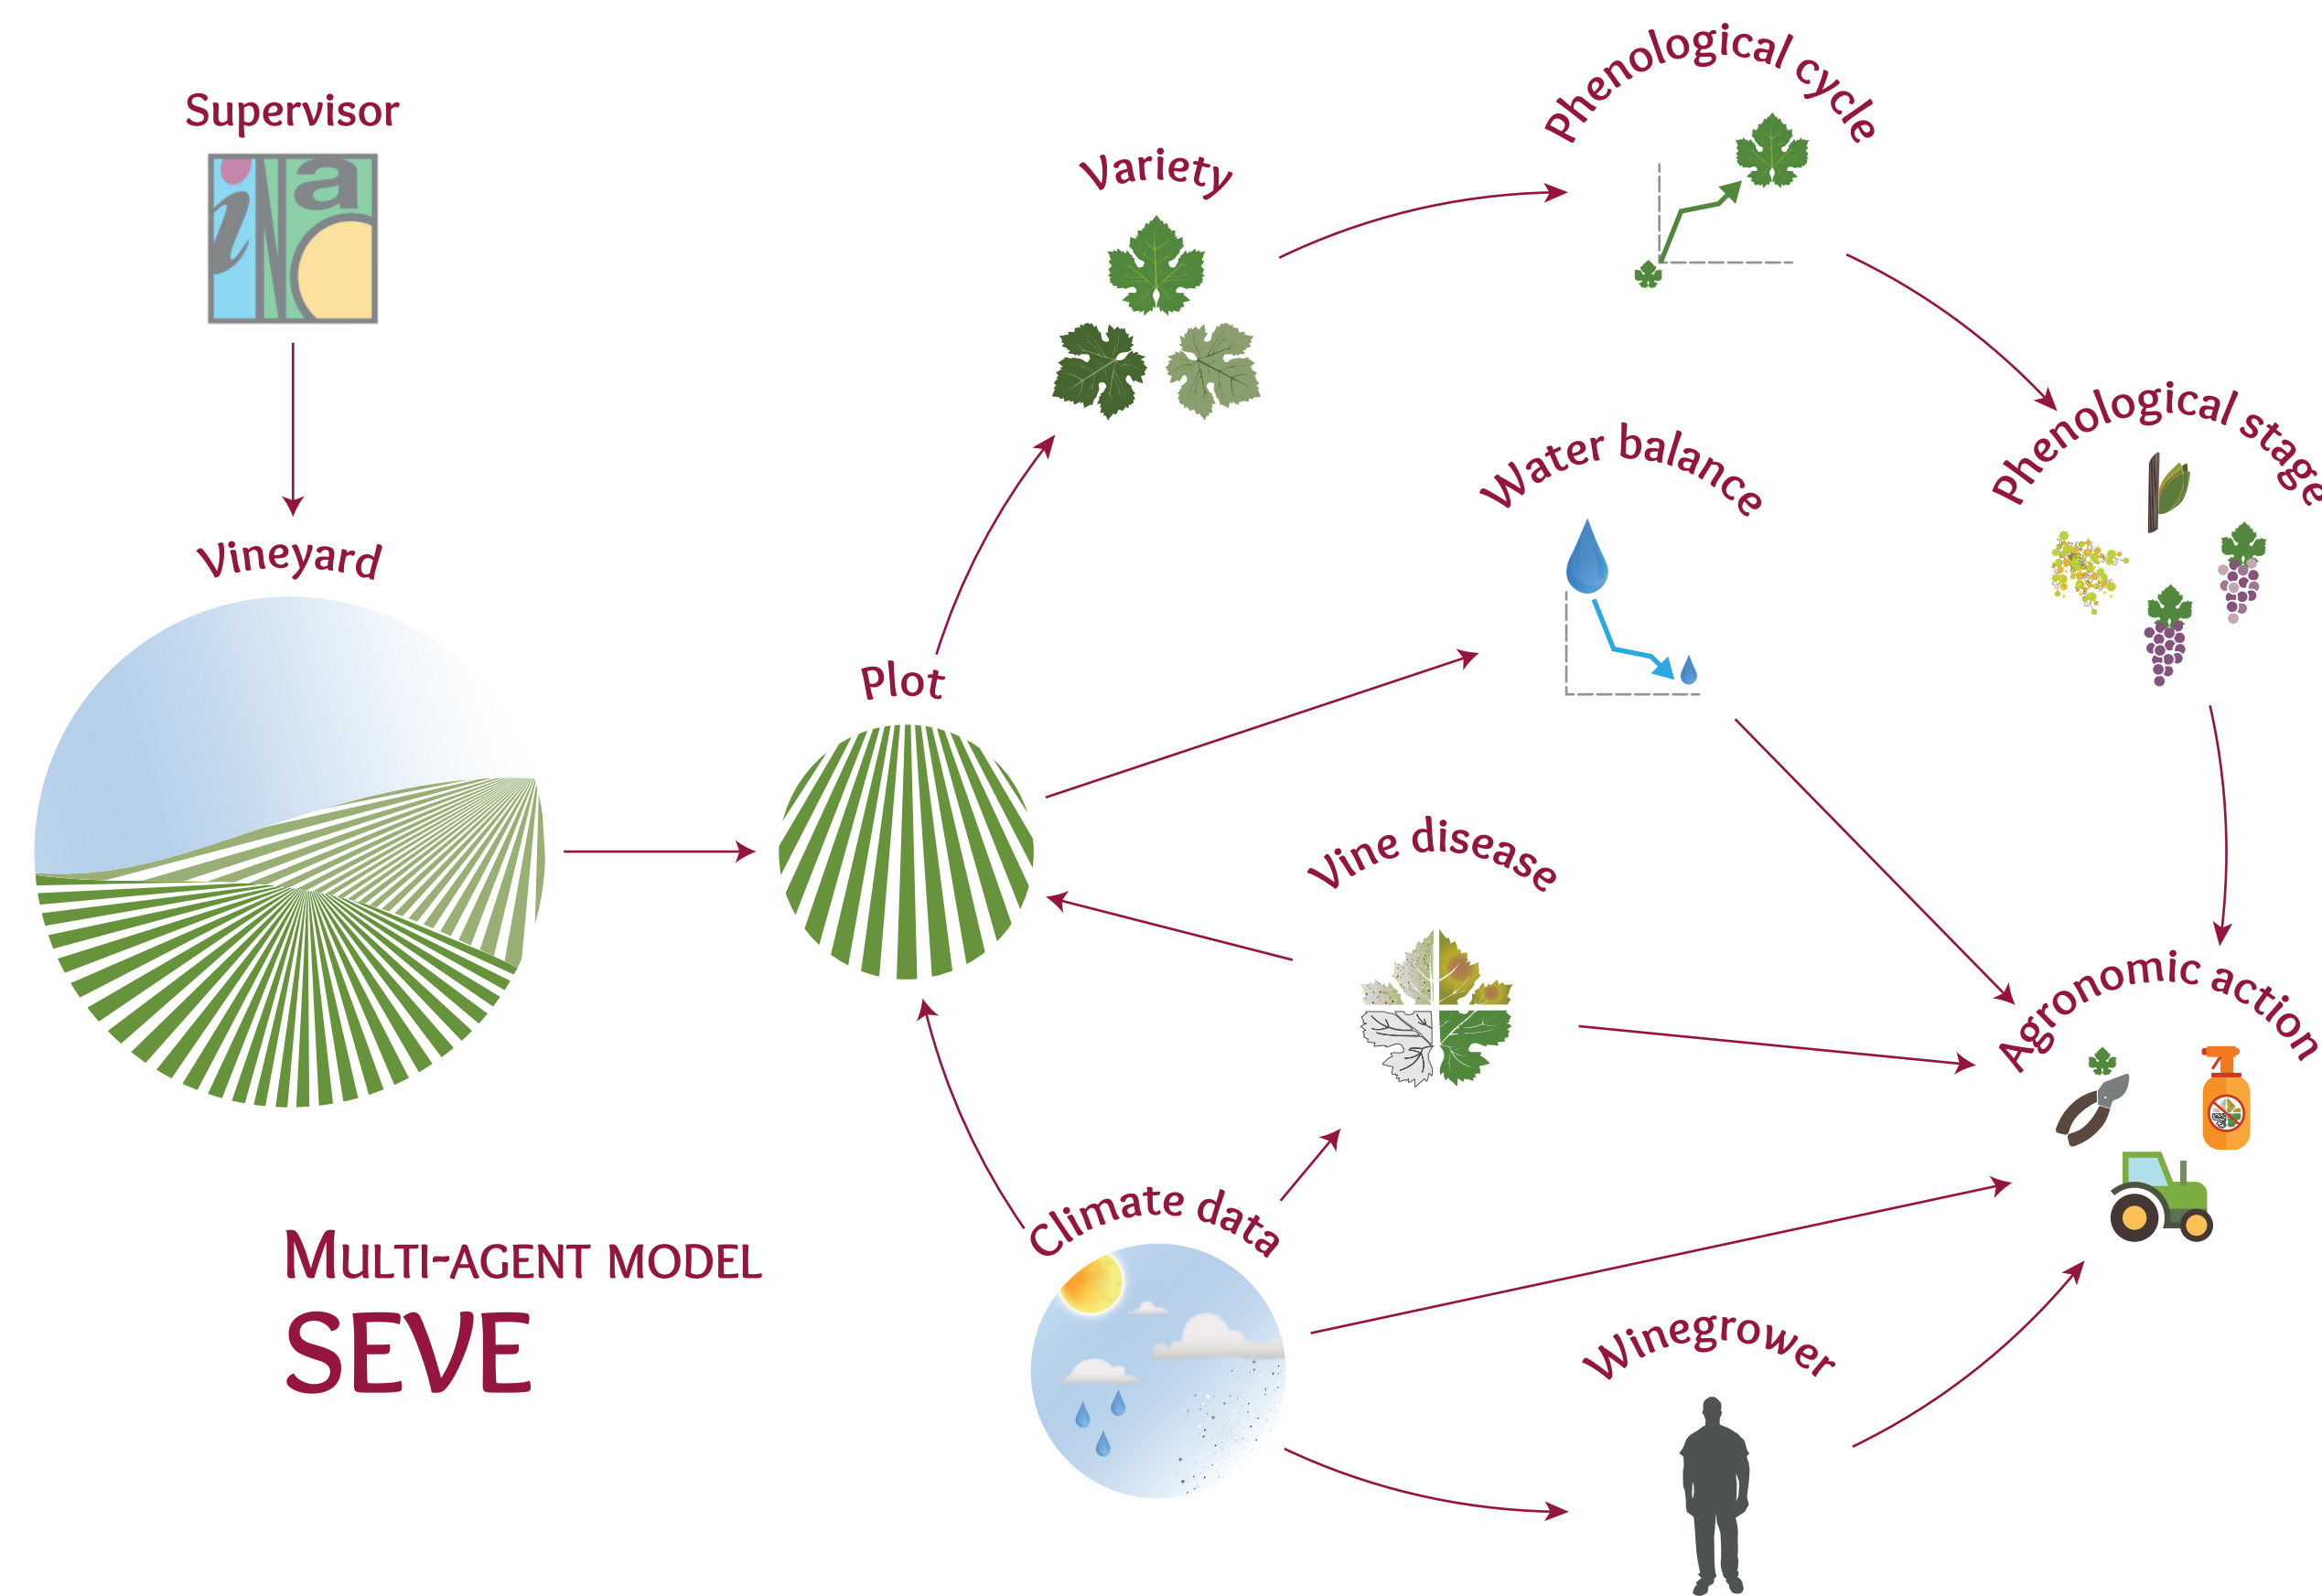 Supervisor
iNaO
Vineyard
Plot
Variety
Phenological cycle
Water balance
Phenological stage
Vine disease
Agronomic action
Climate data
Winegrower
MULTI-AGENT MODEL
SEVE